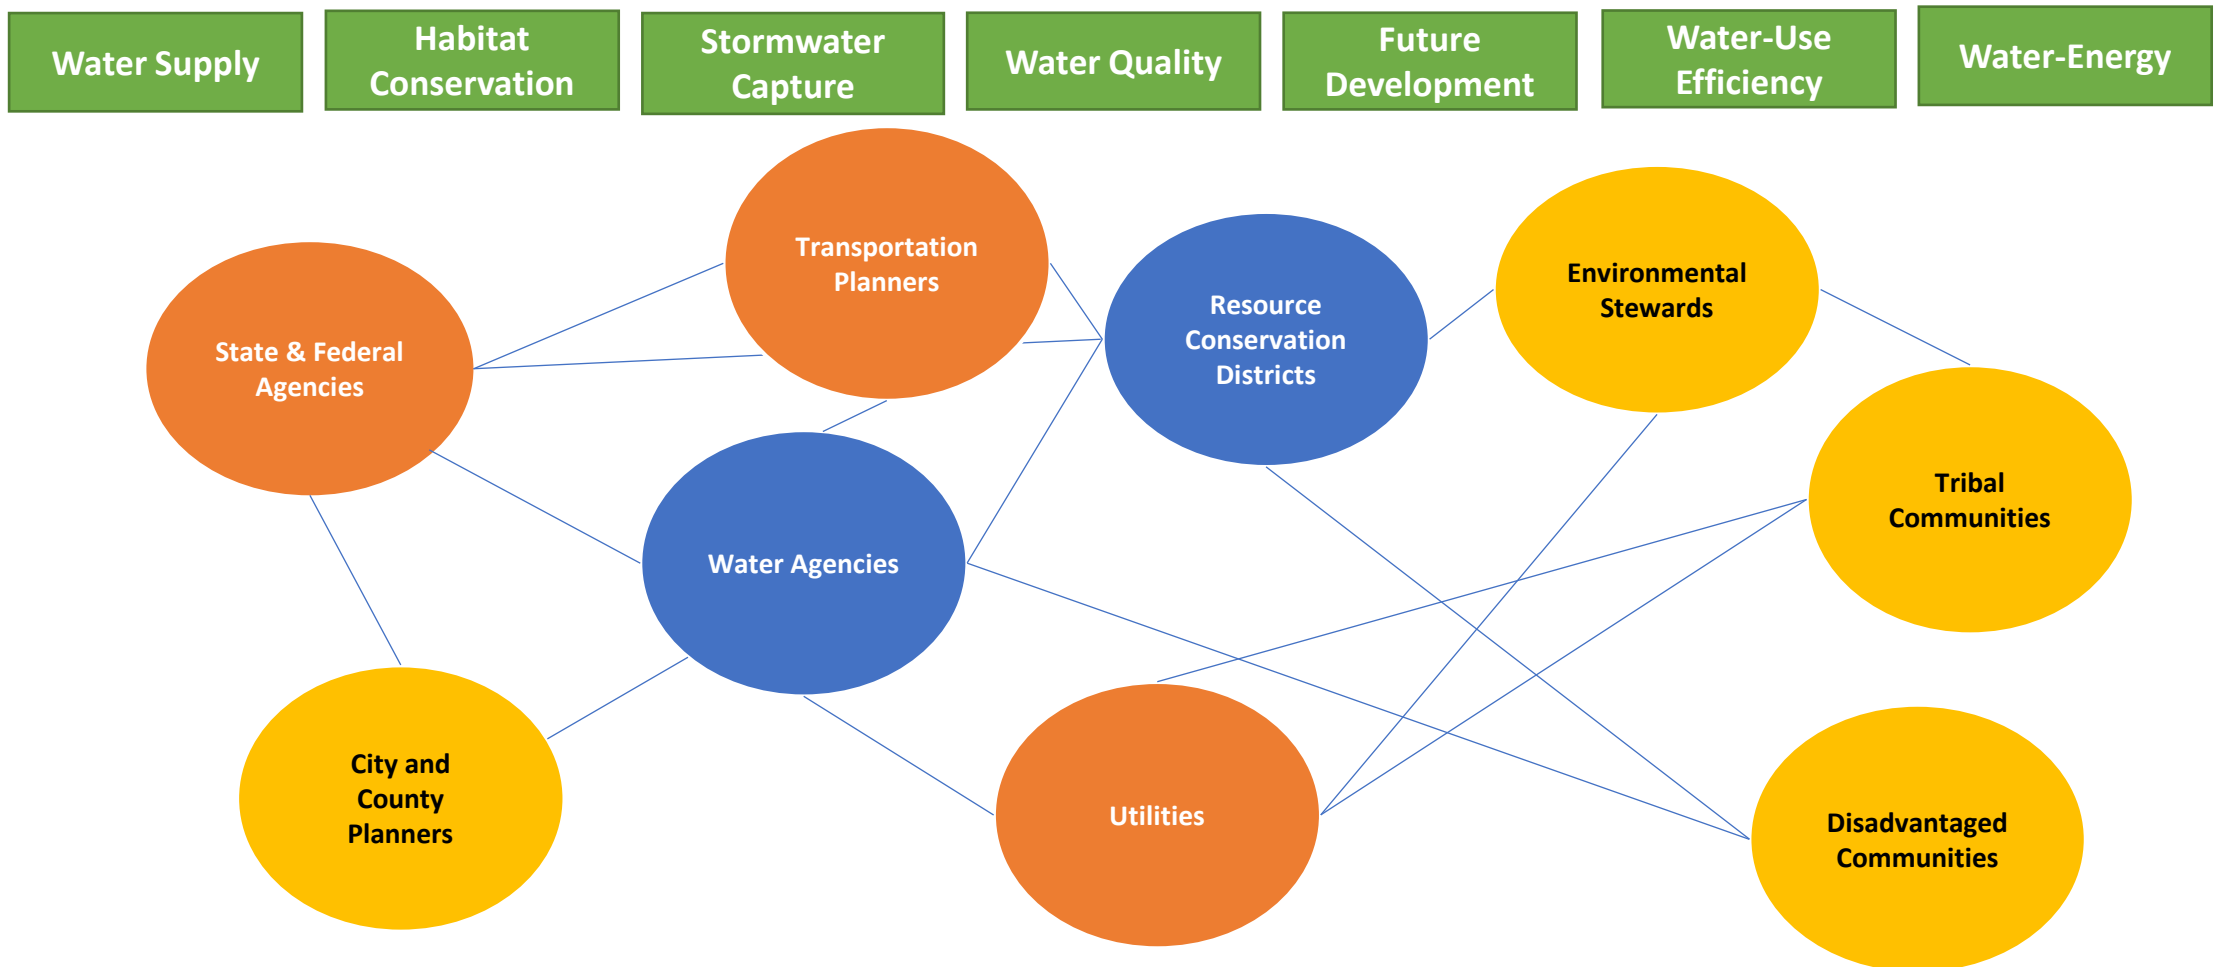 Water Supply
Habitat
Conservation
Stormwater
Capture
Water Quality
Future
Development
Water-Use
Efficiency
Water-Energy
Transportation
Planners
State & Federal
Agencies
Resource
Conservation
Districts
Environmental
Stewards
Tribal
Communities
Water Agencies
City and
County
Planners
Utilities
Disadvantaged
Communities